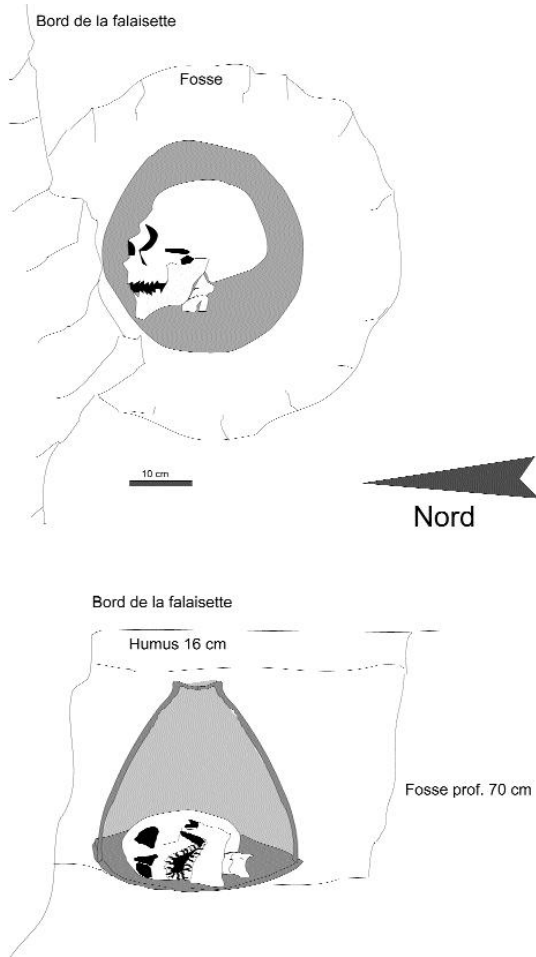 Bord de la falaisette
Fosse
10 cm
Nord
Bord de la falaisette
Humus 16 cm
Fosse prof. 70 cm